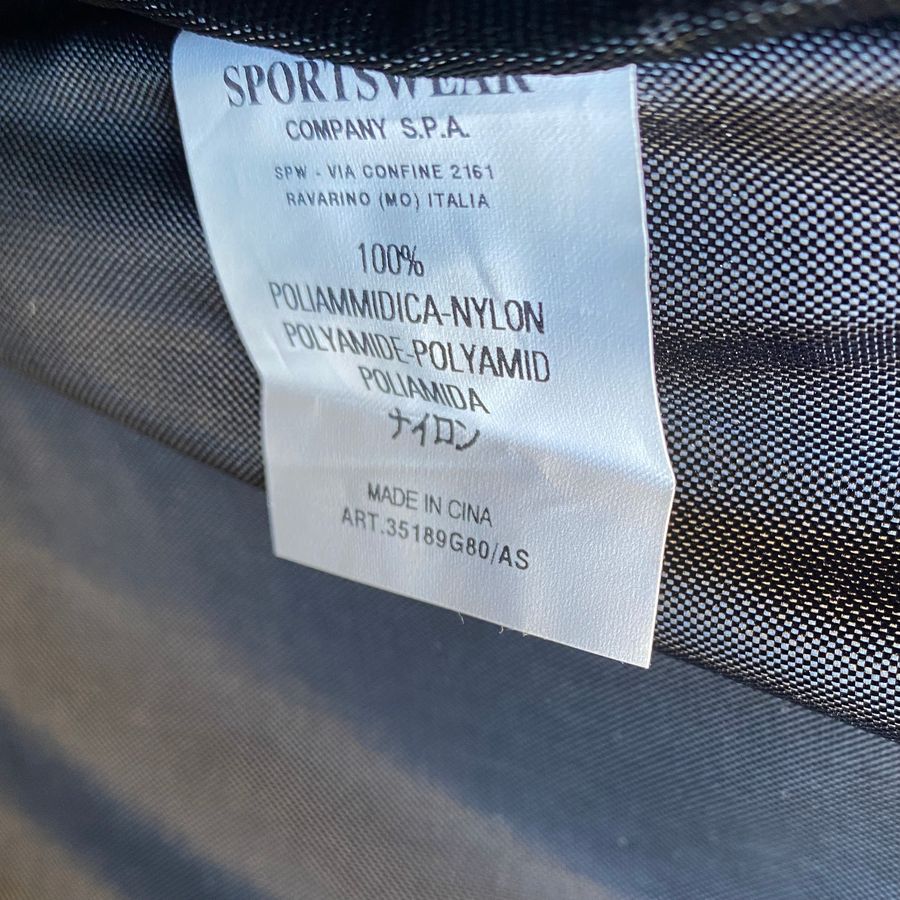 SPORTSWEAR
COMPANY S.P.A.
SPW - VIA CONFINE 2161
RAVARINO (MO) ITALIA
100%
POLIAMMIDICA-NYLON
POLYAMIDE-POLYAMID
POLIAMIDA
ナイロン
MADE IN CINA
ART.35189G80/AS